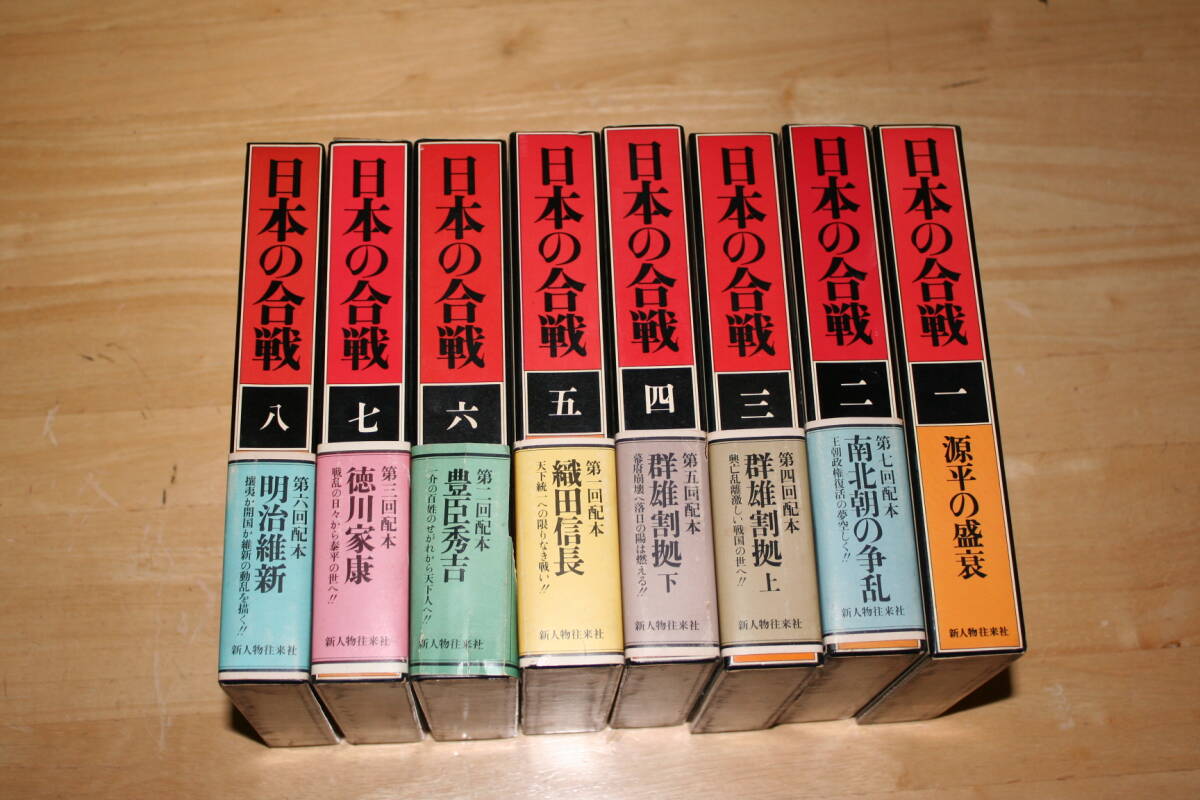 日本の合戦
一
源平の盛衰
新人物往来社
日本の合戦
二
第七回配本
南北朝の争乱
王朝政権復活の夢空しく!!
新人物往来社
日本の合戦
三
第四回配本
群雄割拠 上
興亡乱離激しい戦国の世へ!!
新人物往来社
日本の合戦
四
第五回配本
群雄割拠 下
幕府崩壊へ落日の陽は燃える!!
新人物往来社
日本の合戦
五
第一回配本
織田信長
天下統一への限りなき戦い!!
新人物往来社
日本の合戦
六
第二回配本
豊臣秀吉
一介の百姓のせがれから天下人へ!!
新人物往来社
日本の合戦
七
第三回配本
徳川家康
戦乱の日々から泰平の世へ!!
新人物往来社
日本の合戦
八
第六回配本
明治維新
攘夷か開国か維新の動乱を描く!!
新人物往来社